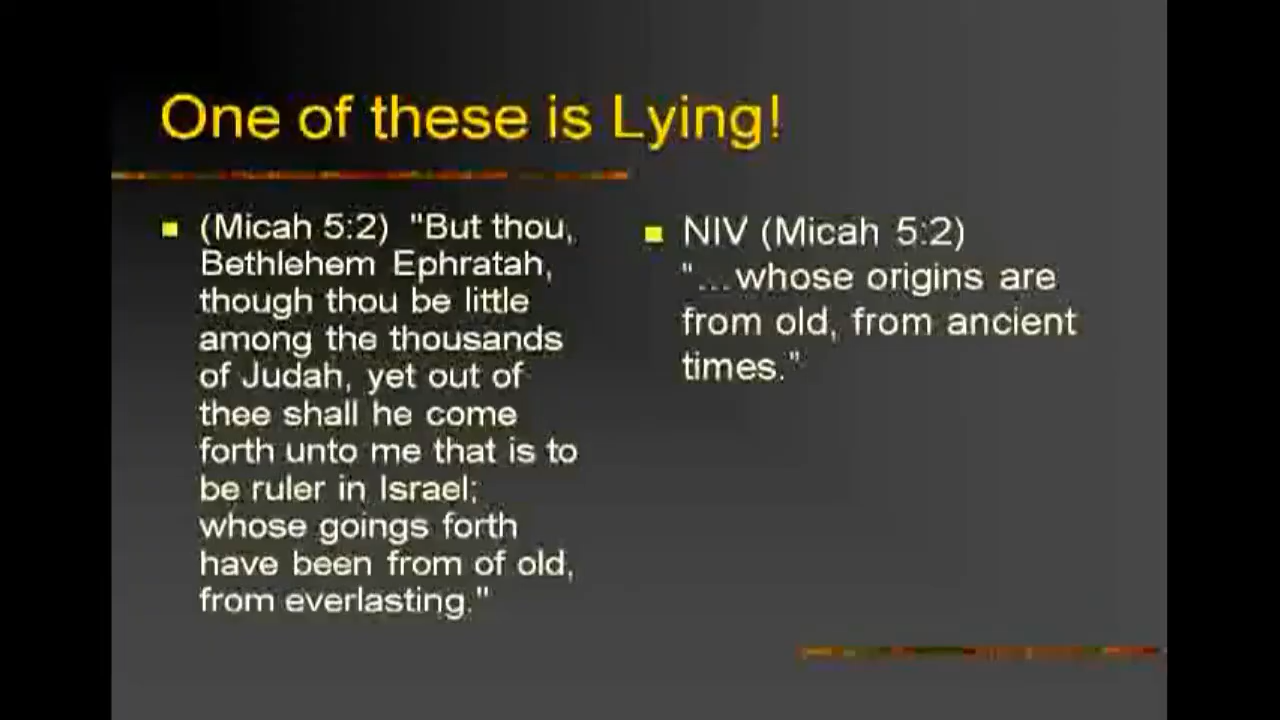 One of these is Lying!
(Micah 5:2) "But thou,
Bethlehem Ephratah,
though thou be little
among the thousands
of Judah, yet out of
thee shall he come
forth unto me that is to
be ruler in Israel;
whose goings forth
have been from of old,
from everlasting."
NIV (Micah 5:2)
"...whose origins are
from old, from ancient
times."